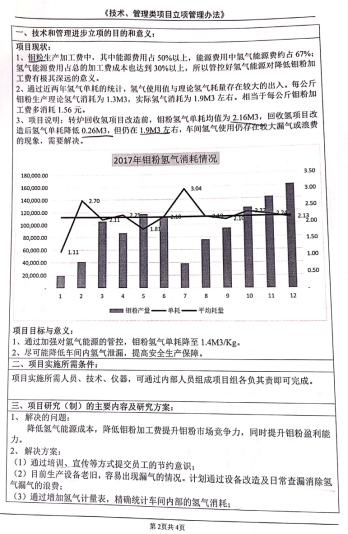 《技术、管理类项目立项管理办法》
一、技术和管理进步立项的目的和意义：
项目现状：
1、钼粉生产加工费中，其中能源费用占50%以上，能源费用中氢气能源费约占67%；
氢气能源费用占总的加工费成本也达到30%以上，所以管控好氢气能源对降低钼粉加
工费有极其深远的意义。
2、通过近两年氢气单耗的统计，氢气使用值与理论氢气耗量存在较大的出入。每公斤
钼粉生产理论氢气消耗为1.3M3，实际氢气消耗为1.9M3左右。相当于每公斤钼粉加
工费多消耗1.56元。
3、项目说明：转炉回收氢项目改造前，钼粉氢气单耗均值为2.16M3，回收氢项目改
造后氢气单耗降低0.26M3，但仍在1.9M3左右，车间氢气使用仍存在较大漏气或浪费
的现象，需要解决。
2017年钼粉氢气消耗情况
180,000.00
160,000.00
140,000.00
120,000.00
100,000.00
80,000.00
60,000.00
40,000.00
20,000.00
3.50
3.00
2.50
2.00
1.50
1.00
0.50
1.11
2.70
2.11
1.81
3.04
2.13
1 2 3 4 5 6 7 8 9 10 11 12
钼粉产量 单耗 平均耗量
项目目标与意义：
1、通过加强对氢气能源的管控，钼粉氢气单耗降至1.4M3/Kg。
2、尽可能降低车间内氢气泄漏，提高安全生产保障。
二、项目实施所需条件：
项目实施所需人员、技术、仪器，可通过内部人员组成项目组各负其责即可完成。
三、项目研究（制）的主要内容及研究方案：
1、解决的问题：
降低氢气能源成本，降低钼粉加工费提升钼粉市场竞争力，同时提升钼粉盈利能
力。
2、解决方案：
（1）通过培训、宣传等方式提交员工的节约意识；
（2）目前生产设备老旧，容易出现漏气的情况。计划通过设备改造及日常查漏消除氢
气漏气的浪费；
（3）通过增加氢气计量表，精确统计车间内部的氢气消耗；
第2页共4页